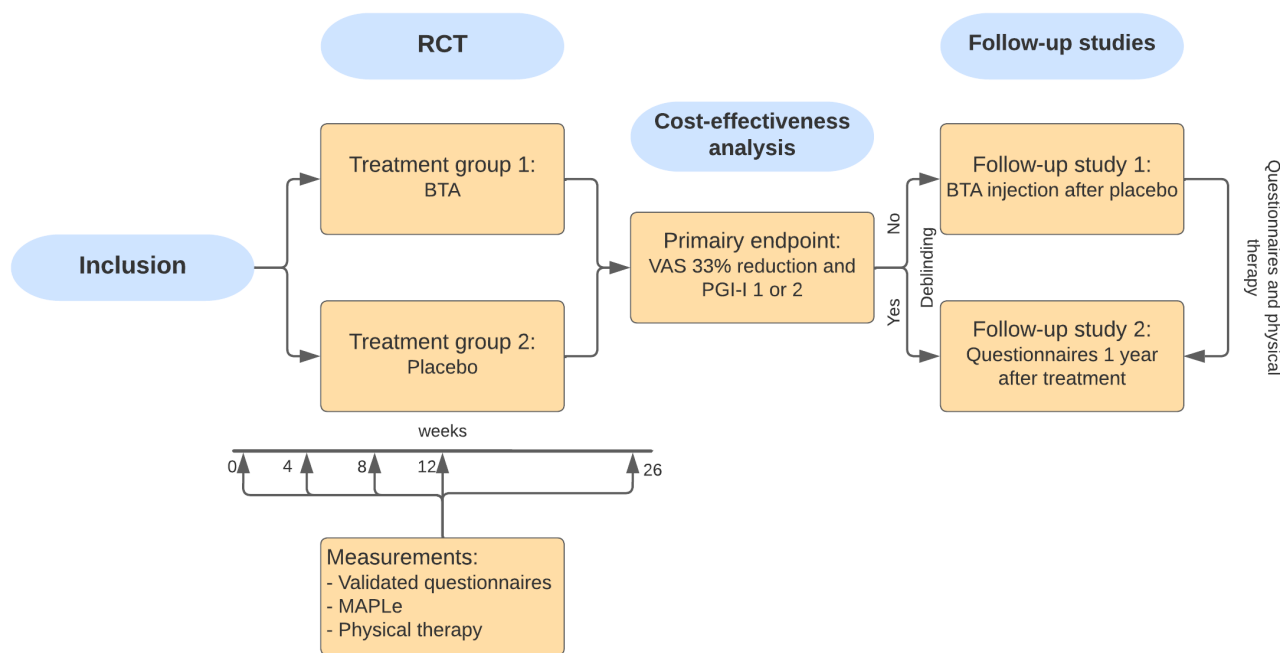 RCT
Follow-up studies
Cost-effectiveness
analysis
Inclusion
Treatment group 1:
BTA
Treatment group 2:
Placebo
Primairy endpoint:
VAS 33% reduction and
PGI-I 1 or 2
No
Yes
Deblinding
Follow-up study 1:
BTA injection after placebo
Follow-up study 2:
Questionnaires 1 year
after treatment
Questionnaires and physical
therapy
weeks
0 4 8 12 26
Measurements:
- Validated questionnaires
- MAPLe
- Physical therapy